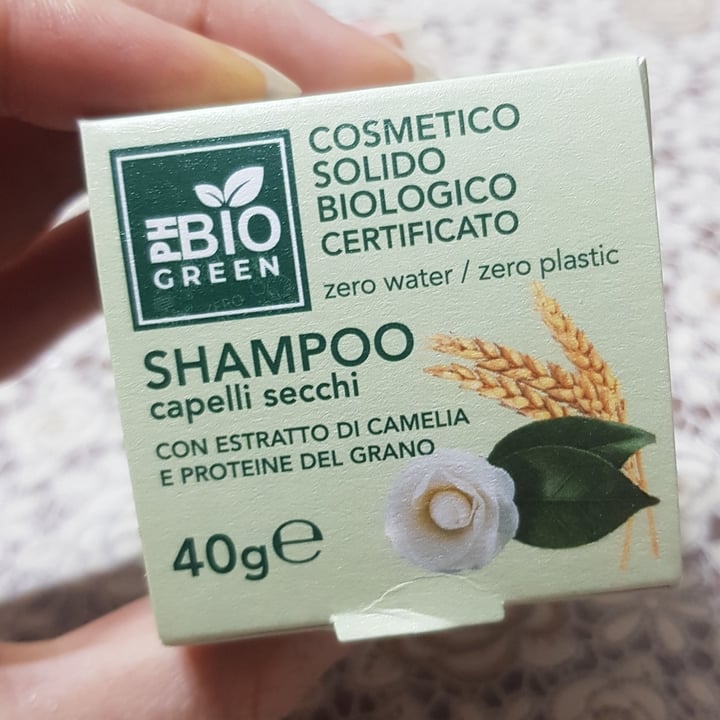 PH BIO
GREEN
COSMETICO
SOLIDO
BIOLOGICO
CERTIFICATO
zero water / zero plastic
SHAMPOO
capelli secchi
CON ESTRATTO DI CAMELIA
E PROTEINE DEL GRANO
40g℮